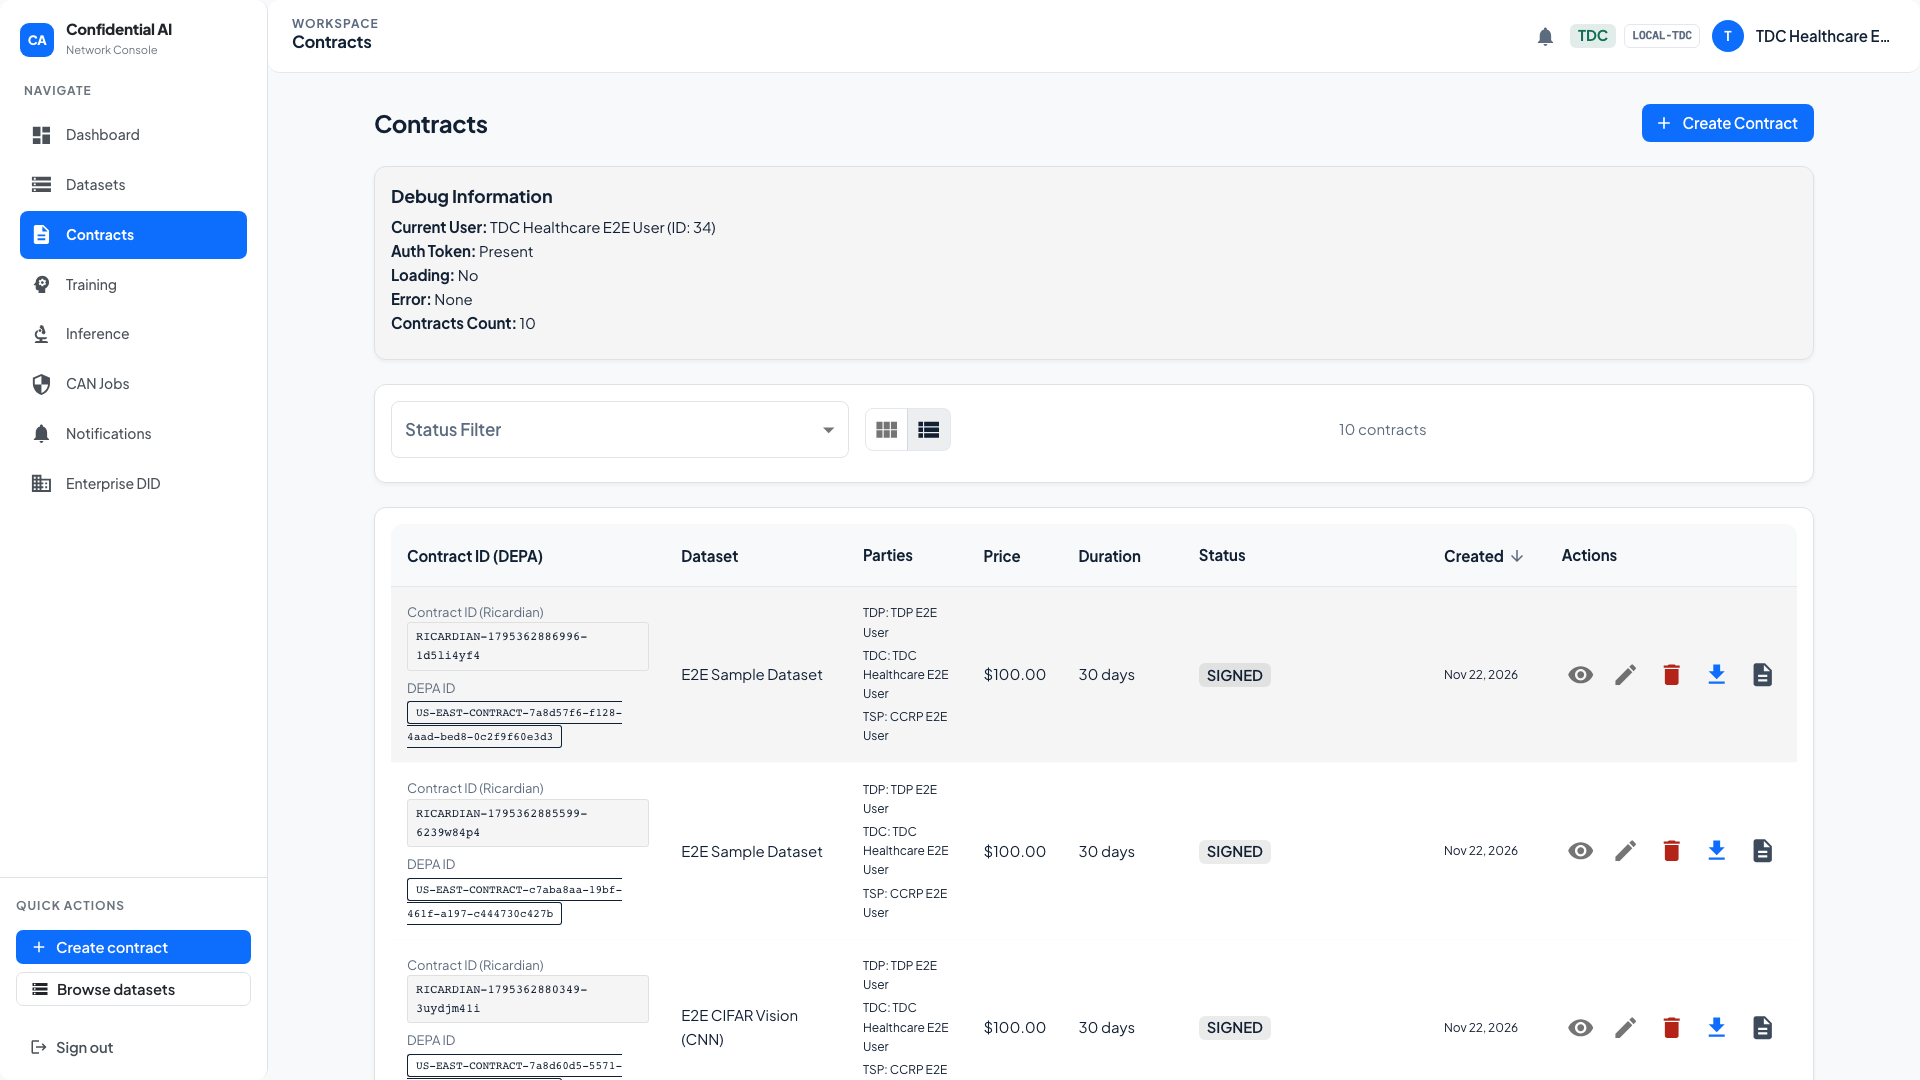 CA
Confidential AI
Network Console
NAVIGATE
Dashboard
Datasets
Contracts
Training
Inference
CAN Jobs
Notifications
Enterprise DID
QUICK ACTIONS
Create contract
Browse datasets
Sign out
WORKSPACE
Contracts
TDC
LOCAL-TDC
T
TDC Healthcare E...
Contracts
Create Contract
Debug Information
Current User: TDC Healthcare E2E User (ID: 34)
Auth Token: Present
Loading: No
Error: None
Contracts Count: 10
Status Filter
10 contracts
Contract ID (DEPA) Dataset Parties Price Duration Status Created Actions
Contract ID (Ricardian)
RICARDIAN-1795362886996-
1d5li4yf4
DEPA ID
US-EAST-CONTRACT-7a8d57f6-f128-
4aad-bed8-0c2f9f60e3d3
E2E Sample Dataset
TDP: TDP E2E
User
TDC: TDC
Healthcare E2E
User
TSP: CCRP E2E
User
$100.00
30 days
SIGNED
Nov 22, 2026
Contract ID (Ricardian)
RICARDIAN-1795362885599-
6239w84p4
DEPA ID
US-EAST-CONTRACT-c7aba8aa-19bf-
461f-a197-c444730c427b
E2E Sample Dataset
TDP: TDP E2E
User
TDC: TDC
Healthcare E2E
User
TSP: CCRP E2E
User
$100.00
30 days
SIGNED
Nov 22, 2026
Contract ID (Ricardian)
RICARDIAN-1795362880349-
3uydjm41i
DEPA ID
US-EAST-CONTRACT-7a8d60d5-5571-
E2E CIFAR Vision
(CNN)
TDP: TDP E2E
User
TDC: TDC
Healthcare E2E
User
TSP: CCRP E2E
$100.00
30 days
SIGNED
Nov 22, 2026